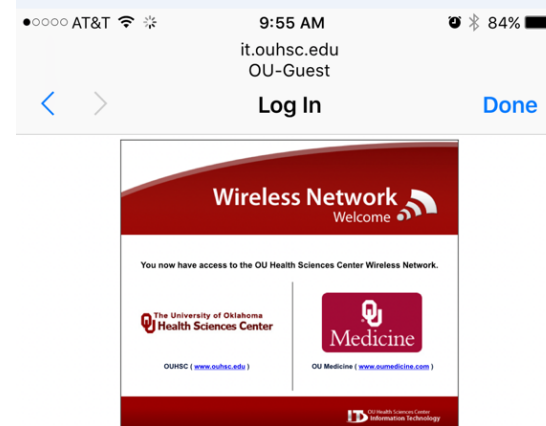 AT&T 9:55 AM 84%
it.ouhsc.edu
OU-Guest
Log In Done
Wireless Network
Welcome
You now have access to the OU Health Sciences Center Wireless Network.
The University of Oklahoma
Health Sciences Center
OUHSC ( www.ouhsc.edu )
OU
Medicine
OU Medicine ( www.oumedicine.com )
IT OU Health Sciences Center
Information Technology